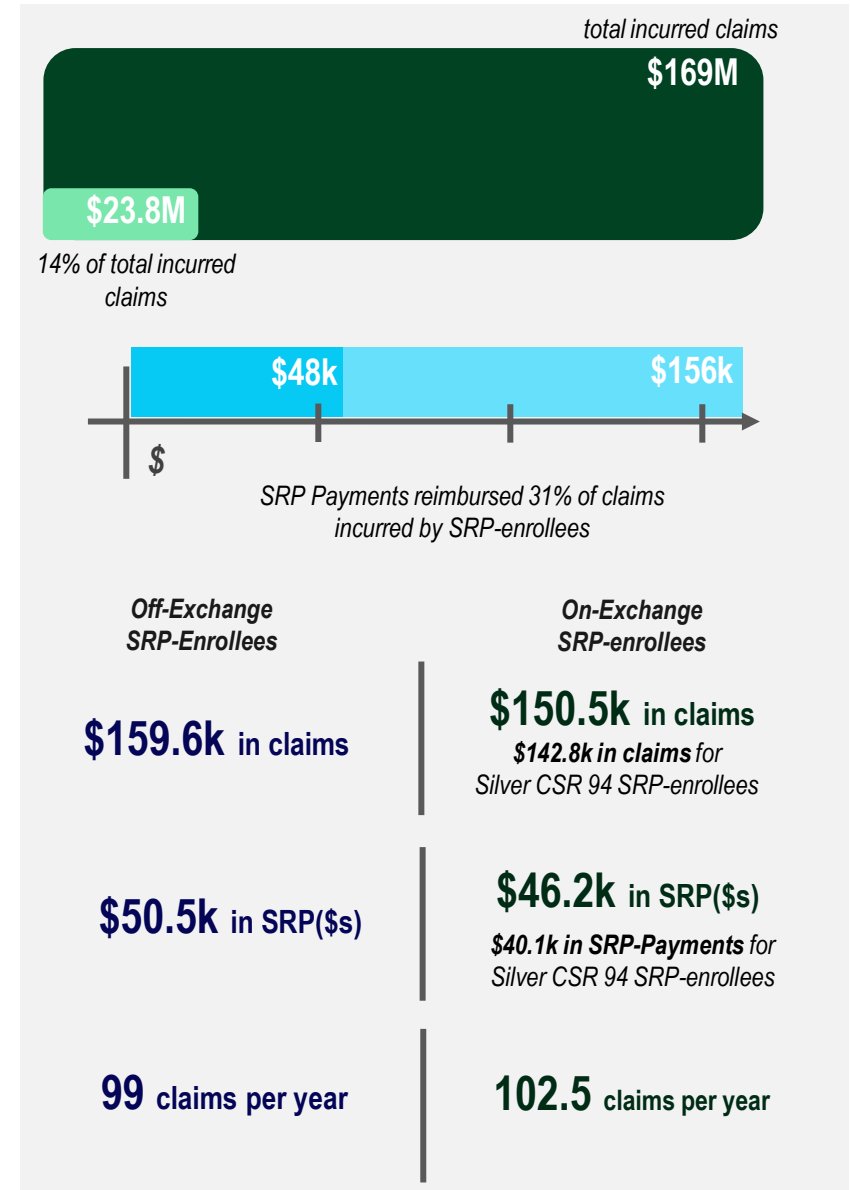 total incurred claims
$169M
$23.8M
14% of total incurred
claims
$48k
$156k
$
SRP Payments reimbursed 31% of claims
incurred by SRP-enrollees
Off-Exchange
SRP-Enrollees
On-Exchange
SRP-enrollees
$159.6k in claims
$150.5k in claims
$142.8k in claims for
Silver CSR 94 SRP-enrollees
$50.5k in SRP($s)
$46.2k in SRP($s)
$40.1k in SRP-Payments for
Silver CSR 94 SRP-enrollees
99 claims per year
102.5 claims per year